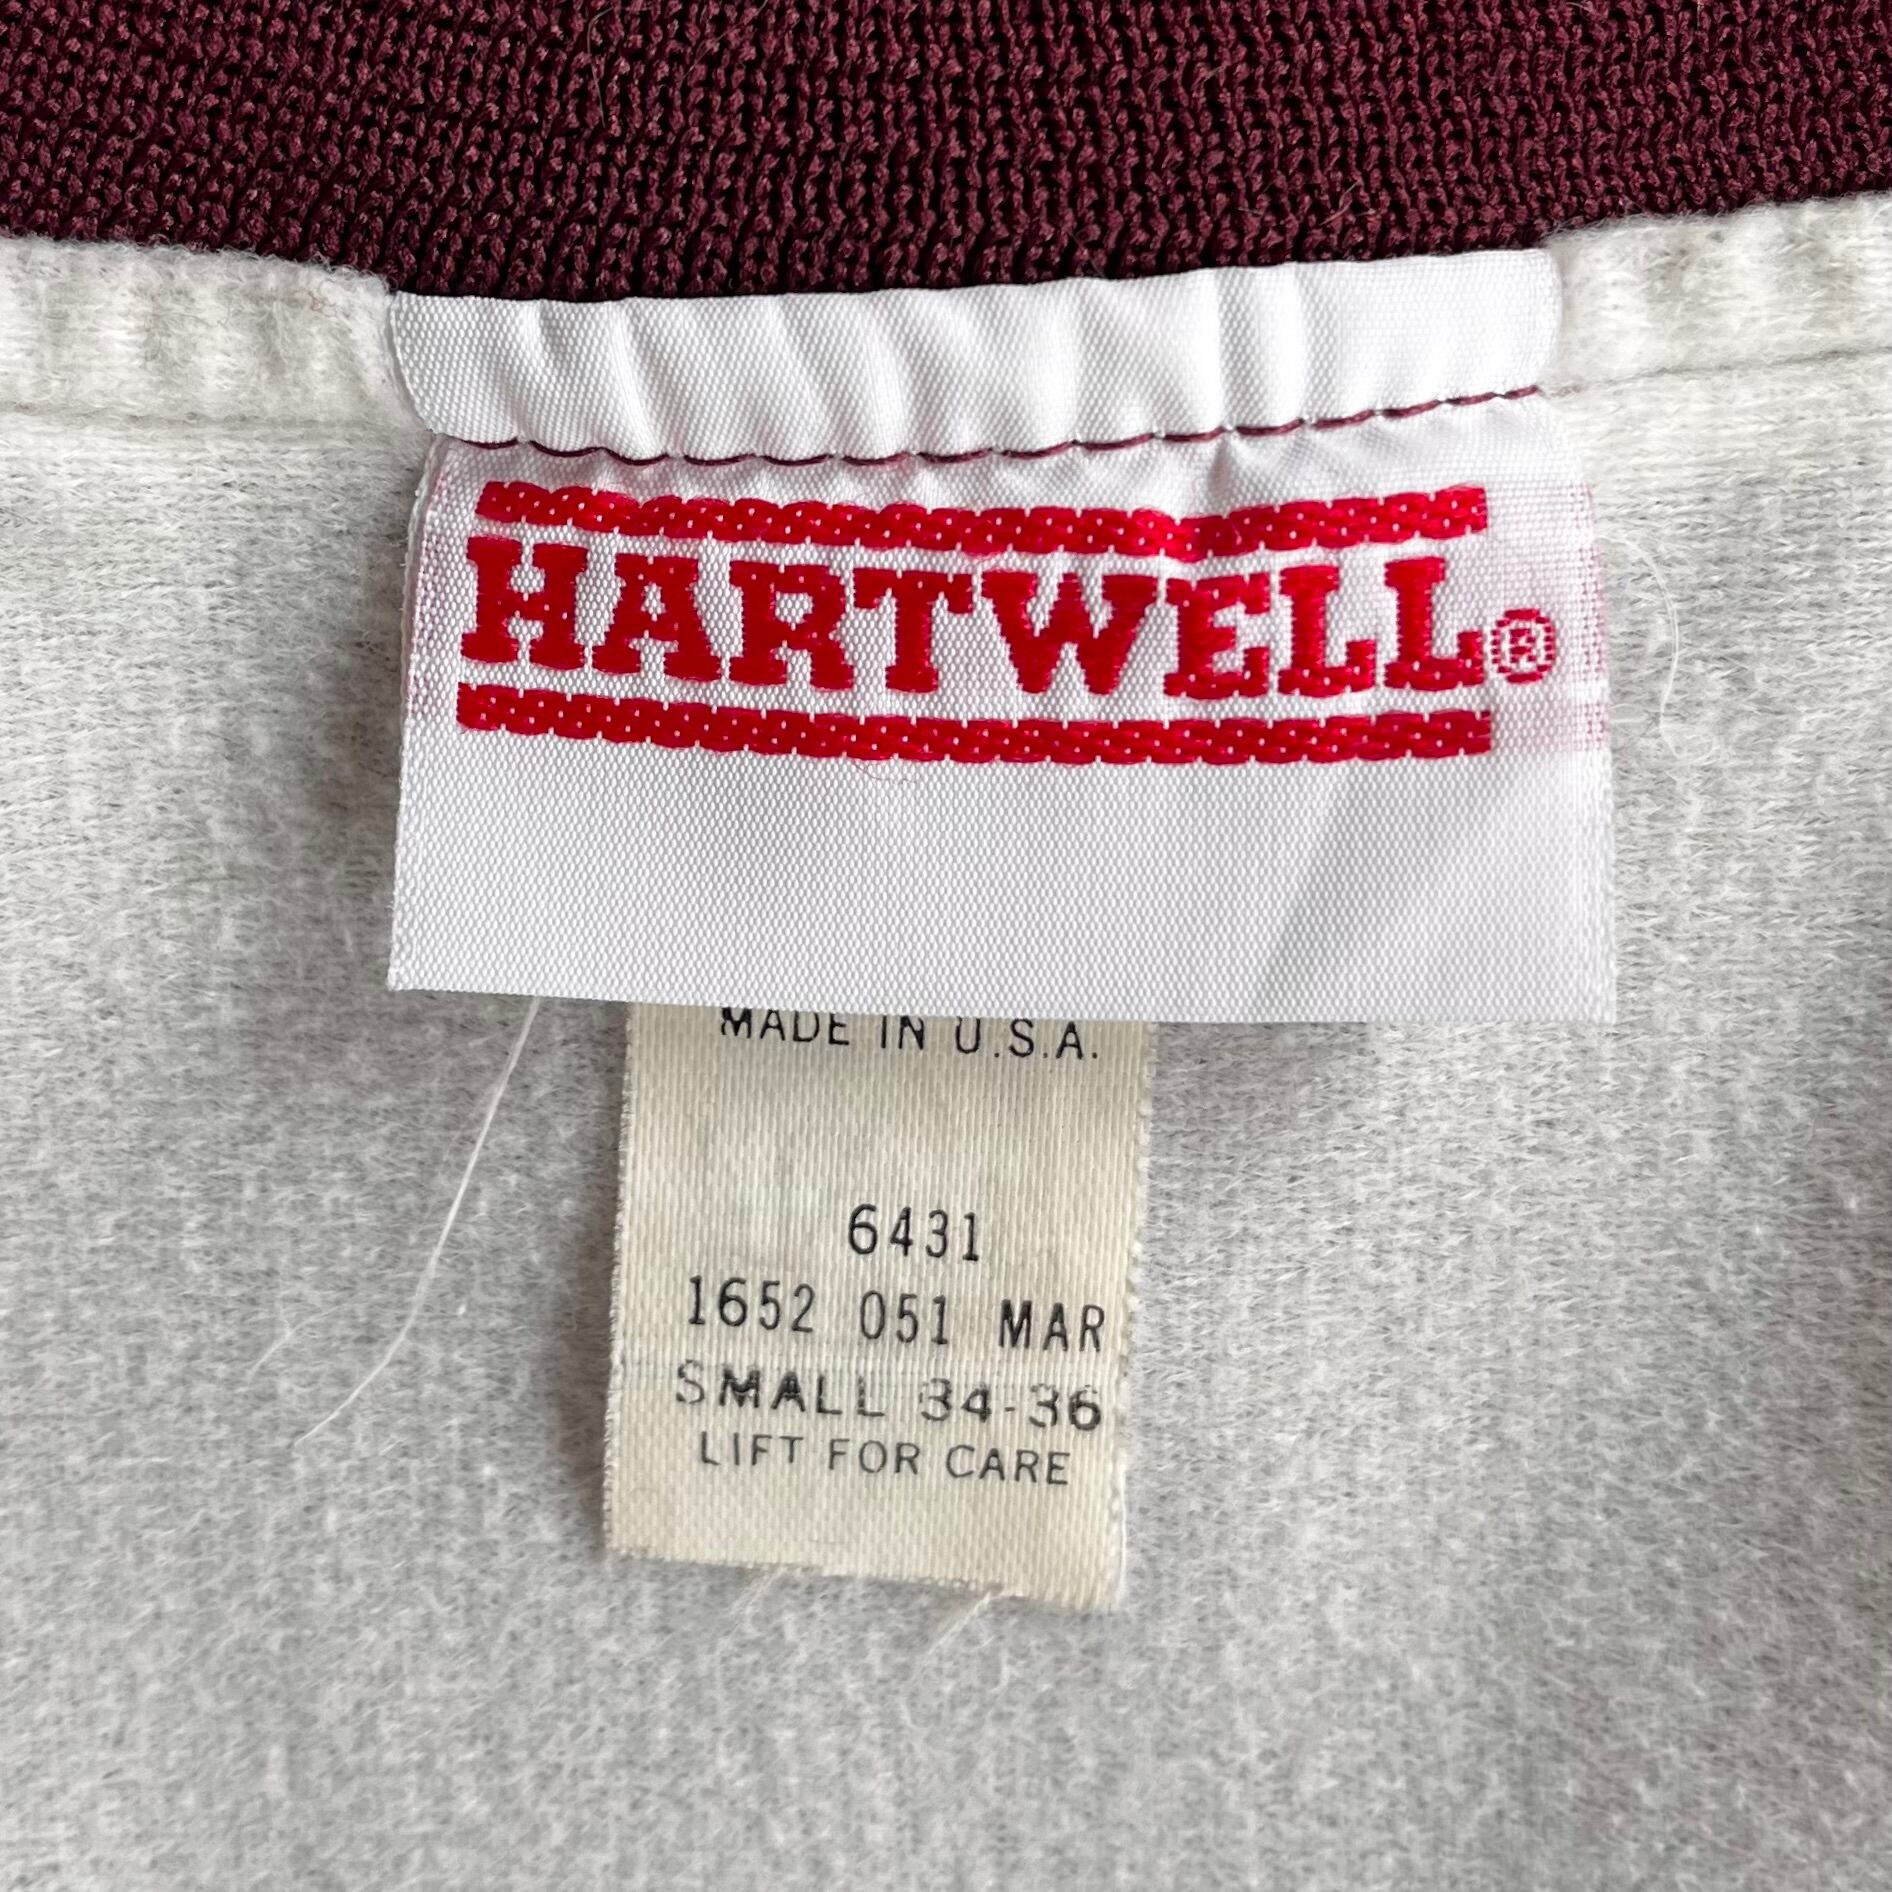 HARTWELL®
MADE IN U.S.A.
6431
1652 051 MAR
SMALL 34-36
LIFT FOR CARE